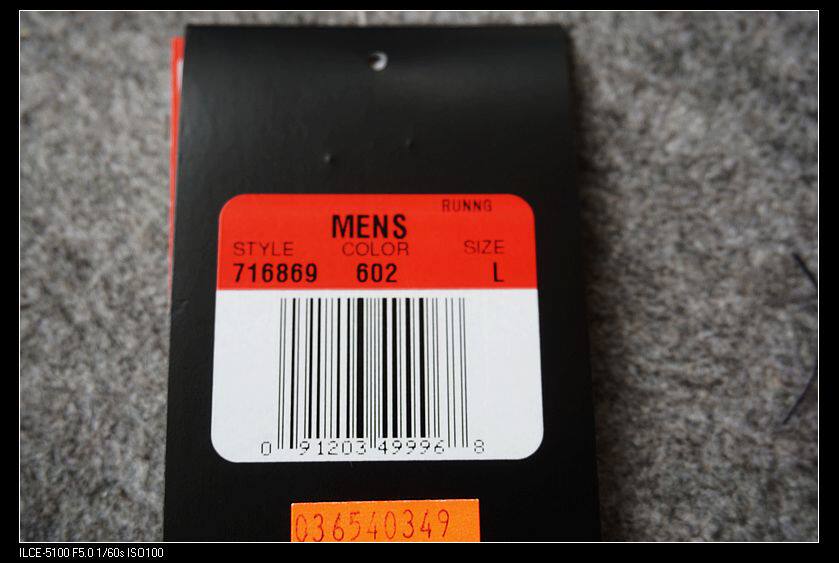 RUNNG
MENS
STYLE COLOR SIZE
716869 602 L
0 91203 49996 8
036540349
ILCE-5100 F5.0 1/60s ISO100